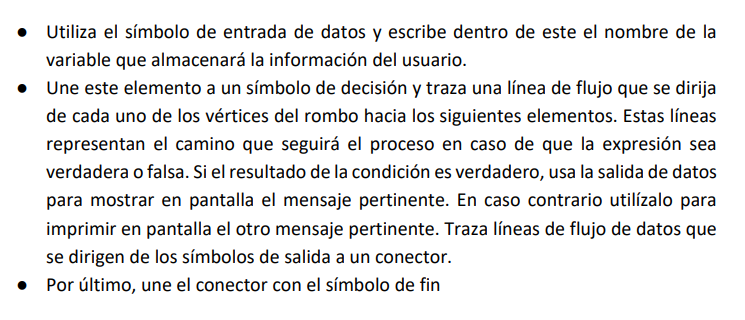 ● Utiliza el símbolo de entrada de datos y escribe dentro de este el nombre de la
variable que almacenará la información del usuario.
● Une este elemento a un símbolo de decisión y traza una línea de flujo que se dirija
de cada uno de los vértices del rombo hacia los siguientes elementos. Estas líneas
representan el camino que seguirá el proceso en caso de que la expresión sea
verdadera o falsa. Si el resultado de la condición es verdadero, usa la salida de datos
para mostrar en pantalla el mensaje pertinente. En caso contrario utilízalo para
imprimir en pantalla el otro mensaje pertinente. Traza líneas de flujo de datos que
se dirigen de los símbolos de salida a un conector.
● Por último, une el conector con el símbolo de fin